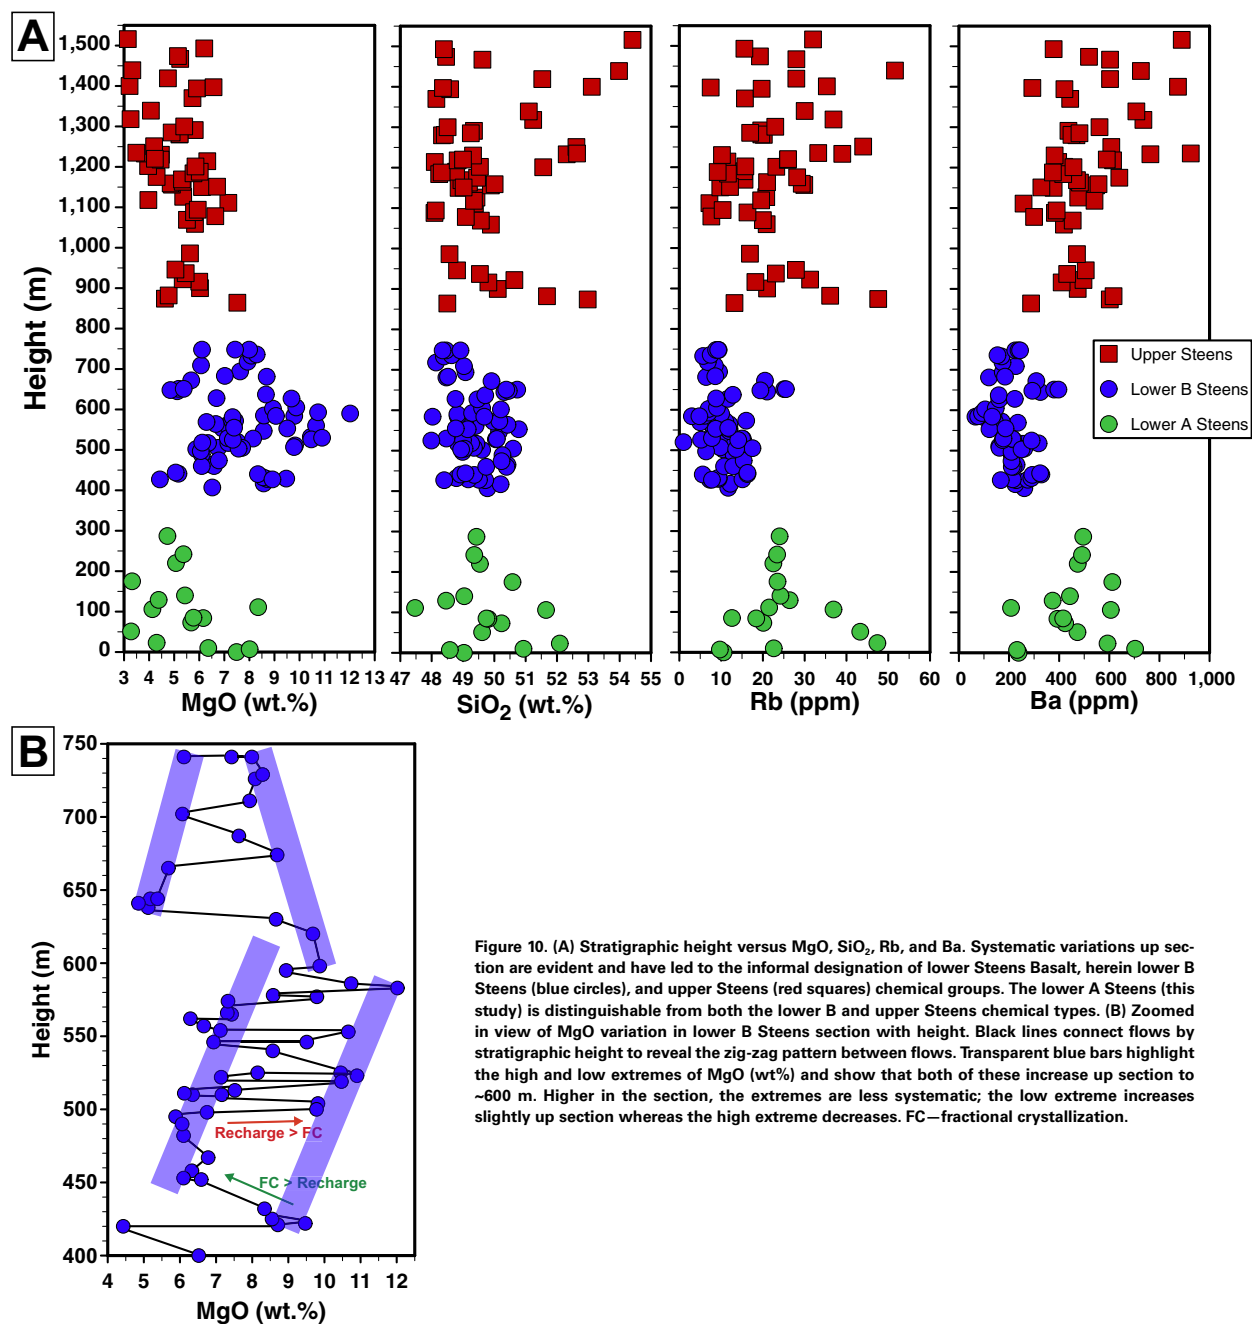 A
1,500
1,400
1,300
1,200
1,100
1,000
900
800
700
600
500
400
300
200
100
0
Height (m)
3 4 5 6 7 8 9 10 11 12 13
MgO (wt.%)
47 48 49 50 51 52 53 54 55
SiO₂ (wt.%)
0 10 20 30 40 50 60
Rb (ppm)
0 200 400 600 800 1,000
Ba (ppm)
Upper Steens
Lower B Steens
Lower A Steens
B
750
700
650
600
550
500
450
400
Height (m)
Recharge > FC
FC > Recharge
4 5 6 7 8 9 10 11 12
MgO (wt.%)
Figure 10. (A) Stratigraphic height versus MgO, SiO₂, Rb, and Ba. Systematic variations up sec-
tion are evident and have led to the informal designation of lower Steens Basalt, herein lower B
Steens (blue circles), and upper Steens (red squares) chemical groups. The lower A Steens (this
study) is distinguishable from both the lower B and upper Steens chemical types. (B) Zoomed
in view of MgO variation in lower B Steens section with height. Black lines connect flows by
stratigraphic height to reveal the zig-zag pattern between flows. Transparent blue bars highlight
the high and low extremes of MgO (wt%) and show that both of these increase up section to
~600 m. Higher in the section, the extremes are less systematic; the low extreme increases
slightly up section whereas the high extreme decreases. FC—fractional crystallization.